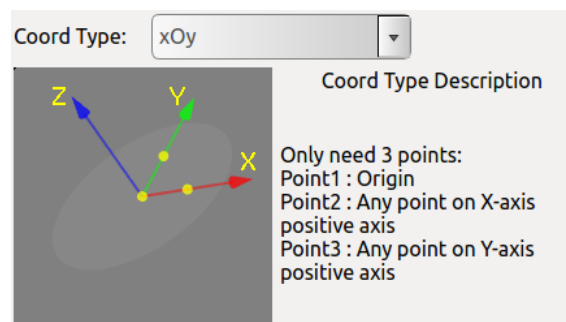 Coord Type: xOy
Coord Type Description
Z
Y
X
Only need 3 points:
Point1 : Origin
Point2 : Any point on X-axis
positive axis
Point3 : Any point on Y-axis
positive axis